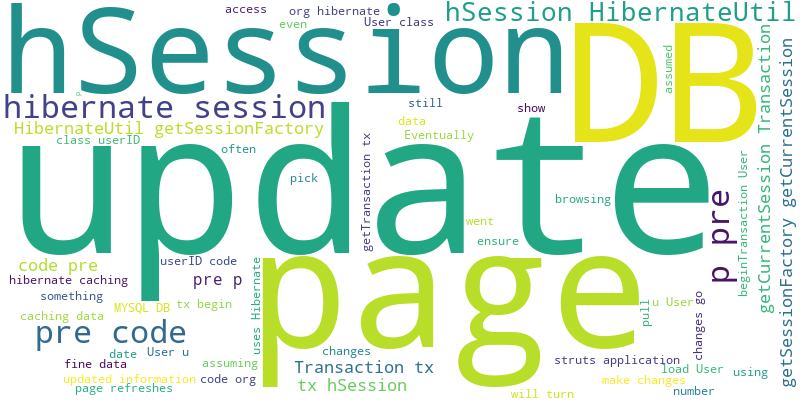 access
org hibernate
hSession HibernateUtil
even
User class
hSession
DB
assumed
getCurrentSession Transaction
getSessionFactory getCurrentSession
hibernate session
still
show
HibernateUtil getSessionFactory
data
Eventually
class userID
often
getTransaction tx
update
pick
browsing
p pre
beginTransaction User
went
ensure
code pre
userID code
page
hibernate caching
pre p
uses Hibernate
something
tx begin
MYSQL DB
u User
pull
changes go
caching data
pre code
date
User u
changes
fine data
assuming
Transaction tx
struts application
load User
using
updated information
code org
make changes
page refreshes
tx hSession
will turn
number
p